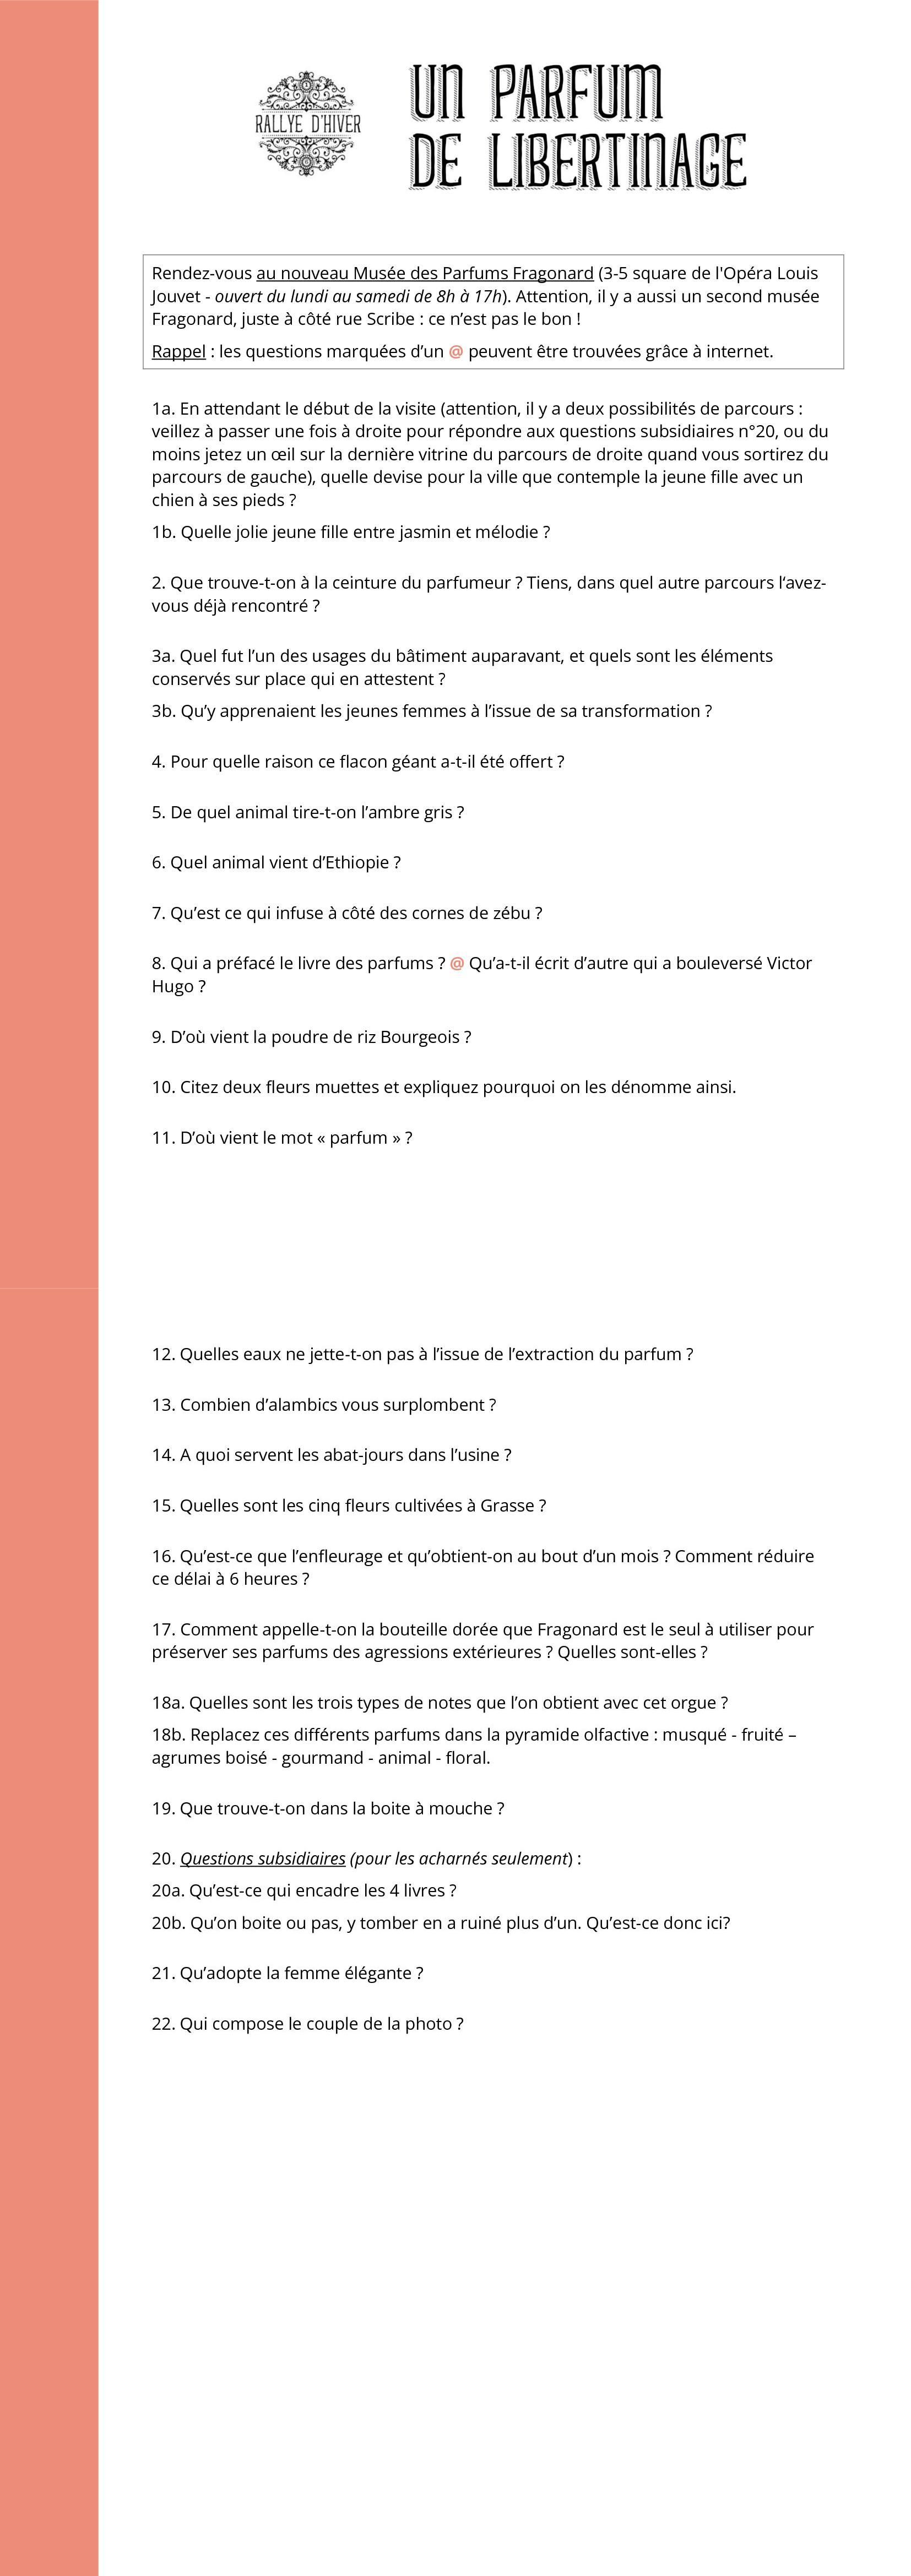 RALLYE D'HIVER
UN PARFUM
DE LIBERTINAGE
Rendez-vous au nouveau Musée des Parfums Fragonard (3-5 square de l'Opéra Louis
Jouvet - ouvert du lundi au samedi de 8h à 17h). Attention, il y a aussi un second musée
Fragonard, juste à côté rue Scribe : ce n’est pas le bon !
Rappel : les questions marquées d’un @ peuvent être trouvées grâce à internet.
1a. En attendant le début de la visite (attention, il y a deux possibilités de parcours :
veillez à passer une fois à droite pour répondre aux questions subsidiaires n°20, ou du
moins jetez un œil sur la dernière vitrine du parcours de droite quand vous sortirez du
parcours de gauche), quelle devise pour la ville que contemple la jeune fille avec un
chien à ses pieds ?
1b. Quelle jolie jeune fille entre jasmin et mélodie ?
2. Que trouve-t-on à la ceinture du parfumeur ? Tiens, dans quel autre parcours l’avez-
vous déjà rencontré ?
3a. Quel fut l’un des usages du bâtiment auparavant, et quels sont les éléments
conservés sur place qui en attestent ?
3b. Qu’y apprenaient les jeunes femmes à l’issue de sa transformation ?
4. Pour quelle raison ce flacon géant a-t-il été offert ?
5. De quel animal tire-t-on l’ambre gris ?
6. Quel animal vient d’Ethiopie ?
7. Qu’est ce qui infuse à côté des cornes de zébu ?
8. Qui a préfacé le livre des parfums ? @ Qu’a-t-il écrit d’autre qui a bouleversé Victor
Hugo ?
9. D’où vient la poudre de riz Bourgeois ?
10. Citez deux fleurs muettes et expliquez pourquoi on les dénomme ainsi.
11. D’où vient le mot « parfum » ?
12. Quelles eaux ne jette-t-on pas à l’issue de l’extraction du parfum ?
13. Combien d’alambics vous surplombent ?
14. A quoi servent les abat-jours dans l’usine ?
15. Quelles sont les cinq fleurs cultivées à Grasse ?
16. Qu’est-ce que l’enfleurage et qu’obtient-on au bout d’un mois ? Comment réduire
ce délai à 6 heures ?
17. Comment appelle-t-on la bouteille dorée que Fragonard est le seul à utiliser pour
préserver ses parfums des agressions extérieures ? Quelles sont-elles ?
18a. Quelles sont les trois types de notes que l’on obtient avec cet orgue ?
18b. Replacez ces différents parfums dans la pyramide olfactive : musqué - fruité –
agrumes boisé - gourmand - animal - floral.
19. Que trouve-t-on dans la boite à mouche ?
20. Questions subsidiaires (pour les acharnés seulement) :
20a. Qu’est-ce qui encadre les 4 livres ?
20b. Qu’on boite ou pas, y tomber en a ruiné plus d’un. Qu’est-ce donc ici?
21. Qu’adopte la femme élégante ?
22. Qui compose le couple de la photo ?